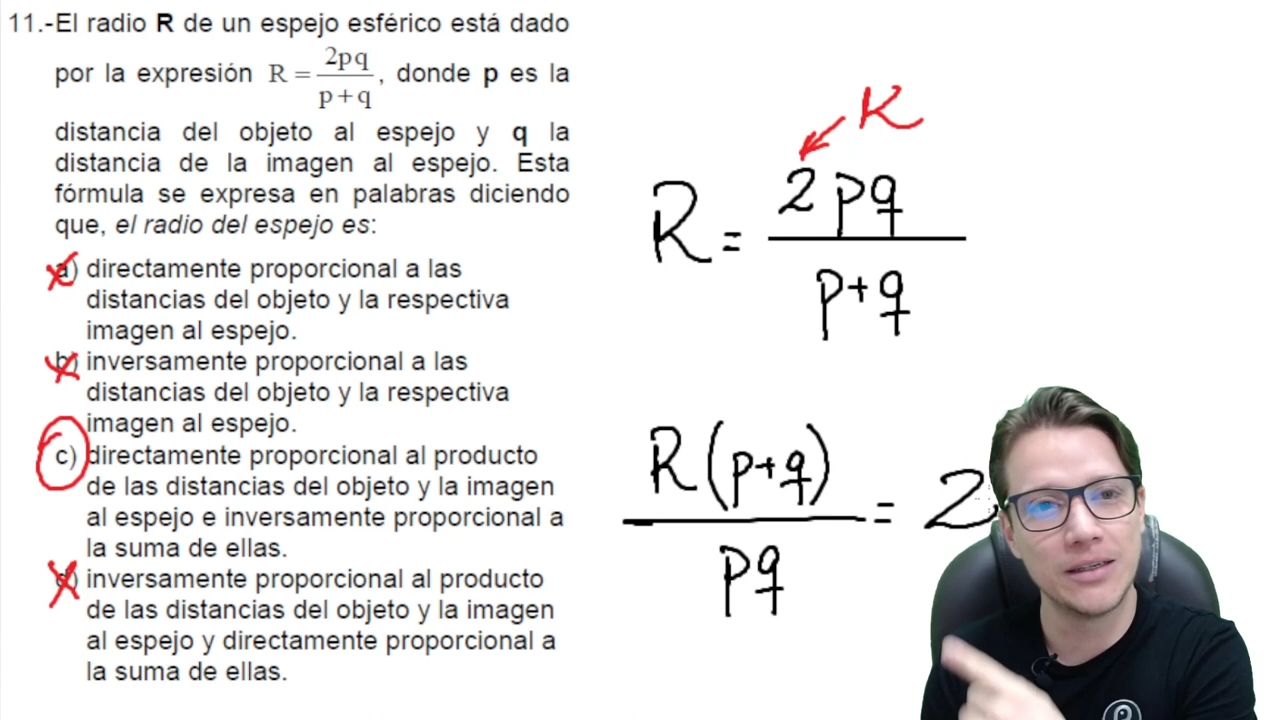 11.-El radio R de un espejo esférico está dado
por la expresión R = 2pq / p+q, donde p es la
distancia del objeto al espejo y q la
distancia de la imagen al espejo. Esta
fórmula se expresa en palabras diciendo
que, el radio del espejo es:
a) directamente proporcional a las
distancias del objeto y la respectiva
imagen al espejo.
b) inversamente proporcional a las
distancias del objeto y la respectiva
imagen al espejo.
c) directamente proporcional al producto
de las distancias del objeto y la imagen
al espejo e inversamente proporcional a
la suma de ellas.
d) inversamente proporcional al producto
de las distancias del objeto y la imagen
al espejo y directamente proporcional a
la suma de ellas.
K
R = 2pq / p+q
R(p+q) / pq = 2